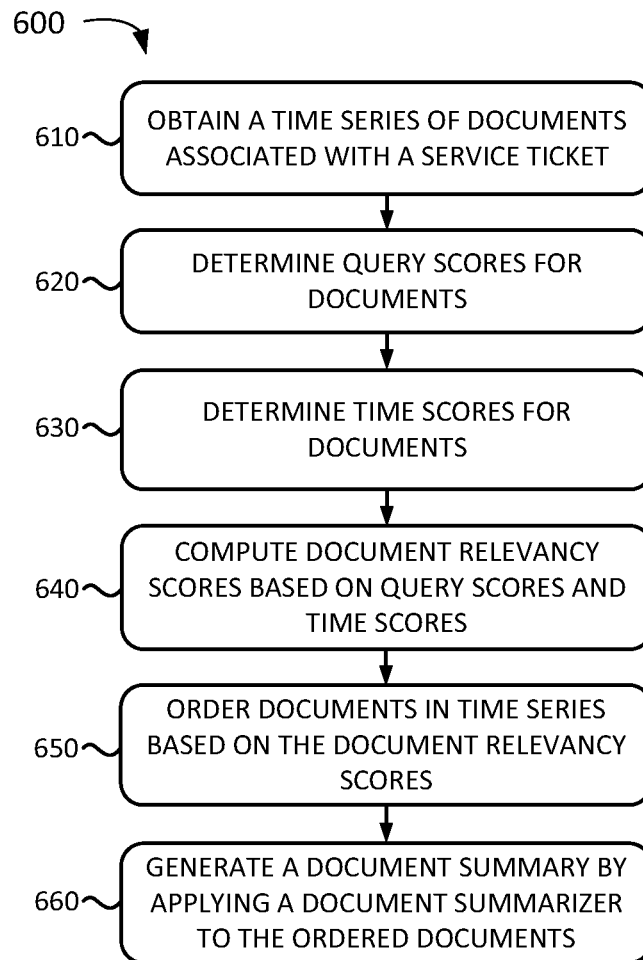 600
610
OBTAIN A TIME SERIES OF DOCUMENTS
ASSOCIATED WITH A SERVICE TICKET
620
DETERMINE QUERY SCORES FOR
DOCUMENTS
630
DETERMINE TIME SCORES FOR
DOCUMENTS
640
COMPUTE DOCUMENT RELEVANCY
SCORES BASED ON QUERY SCORES AND
TIME SCORES
650
ORDER DOCUMENTS IN TIME SERIES
BASED ON THE DOCUMENT RELEVANCY
SCORES
660
GENERATE A DOCUMENT SUMMARY BY
APPLYING A DOCUMENT SUMMARIZER
TO THE ORDERED DOCUMENTS